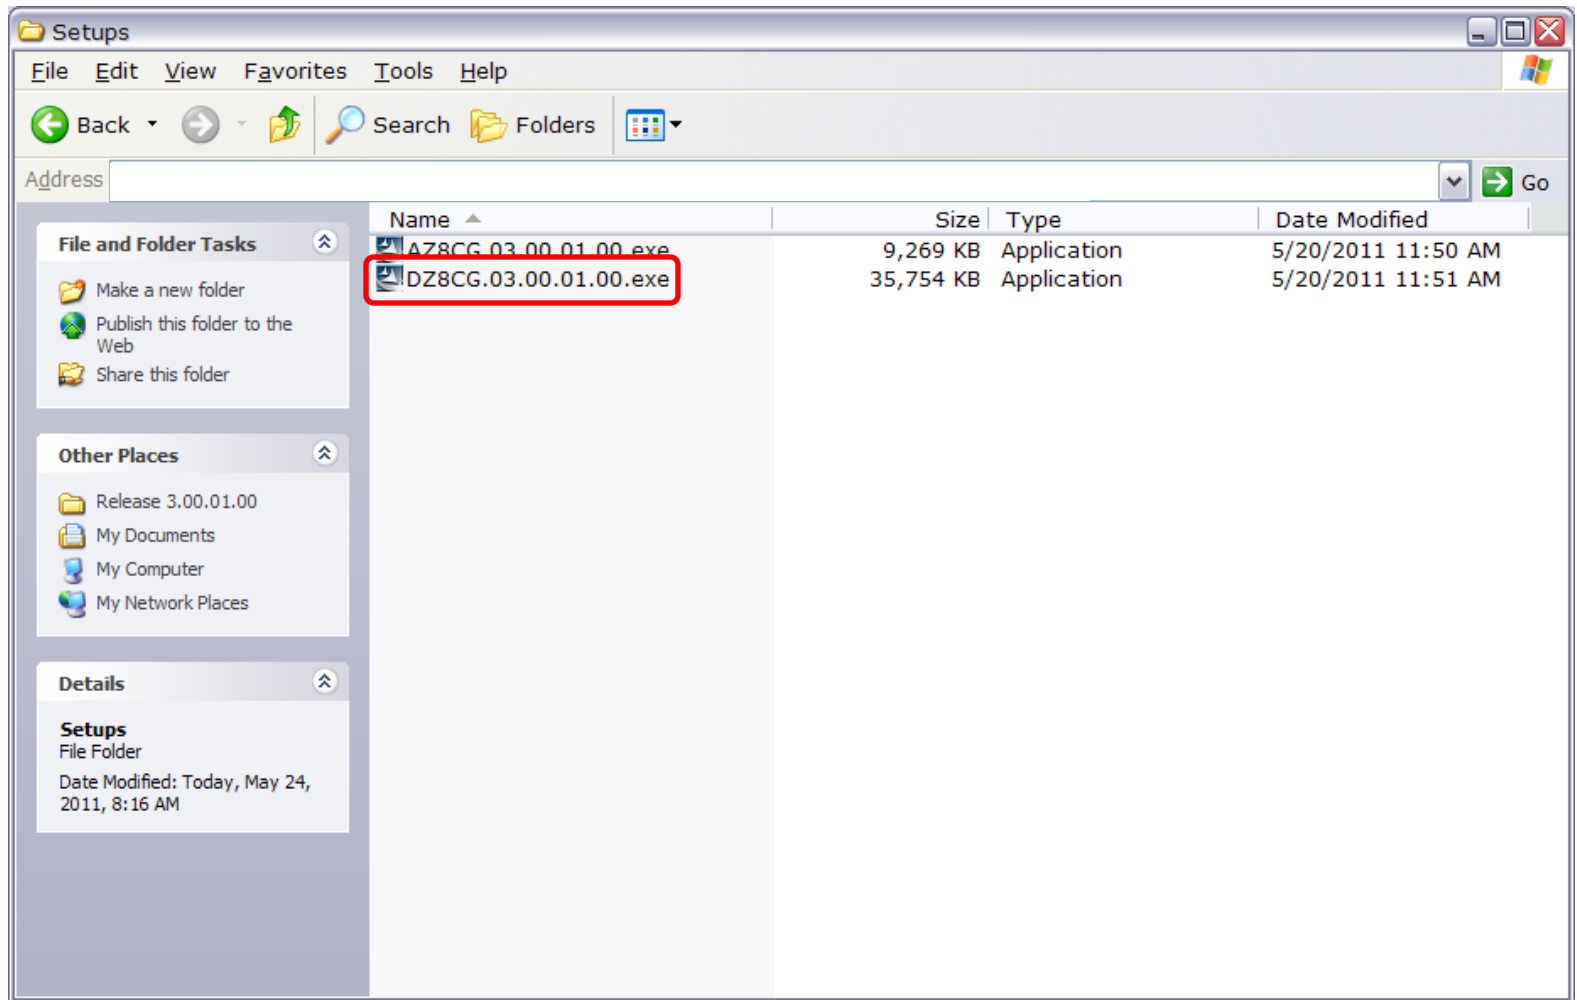 Setups
File Edit View Favorites Tools Help
Back Search Folders
Address Go
Name Size Type Date Modified
AZ8CG.03.00.01.00.exe 9,269 KB Application 5/20/2011 11:50 AM
DZ8CG.03.00.01.00.exe 35,754 KB Application 5/20/2011 11:51 AM
File and Folder Tasks
Make a new folder
Publish this folder to the
Web
Share this folder
Other Places
Release 3.00.01.00
My Documents
My Computer
My Network Places
Details
Setups
File Folder
Date Modified: Today, May 24,
2011, 8:16 AM